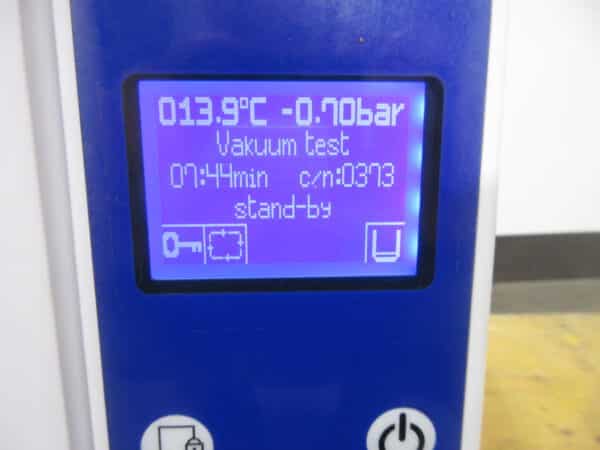 013.9°C -0.70bar
Vakuum test
07:44min c/n:0373
stand-by